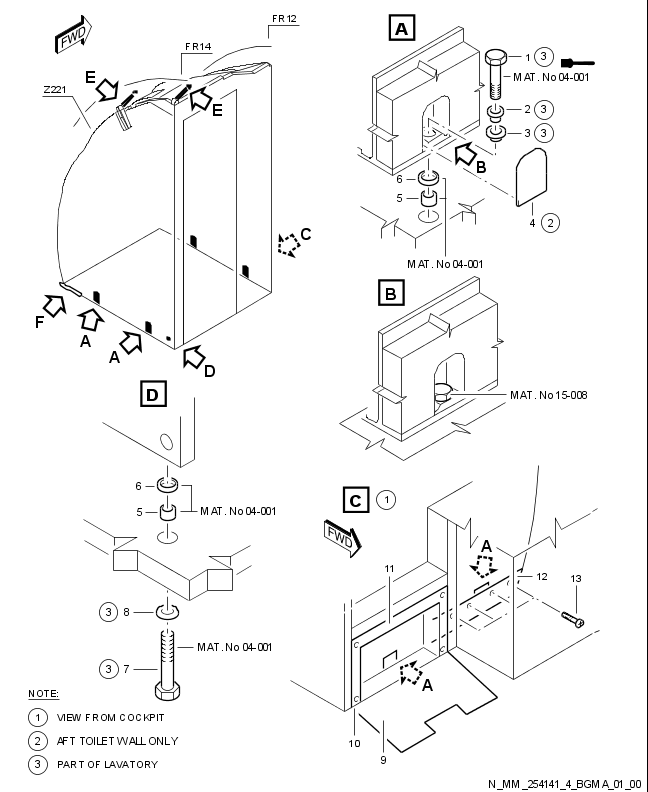 FWD
FR12
FR14
Z221
E
E
C
F
A
A
D
A
1 3
MAT. No 04-001
2 3
3 3
B
6
5
4 2
MAT. No 04-001
B
MAT. No 15-008
D
6
5
MAT. No 04-001
3 8
MAT. No 04-001
3 7
C 1
FWD
A
11
12
13
A
10
9
NOTE:
1 VIEW FROM COCKPIT
2 AFT TOILET WALL ONLY
3 PART OF LAVATORY
N_MM_254141_4_BGMA_01_00